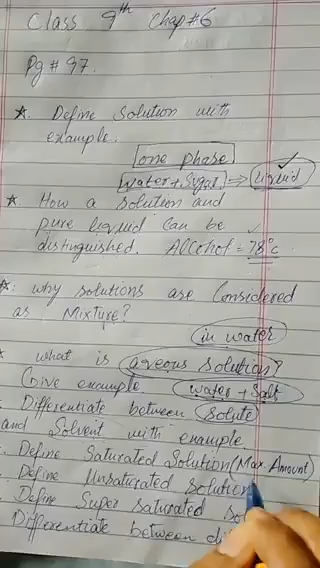 Class 9th Chap #6
Pg # 97.
* Define Solution with
example.
one phase
Water + Sugar ⇒ liquid ✓
* How a solution and
pure liquid can be
distinguished. Alcohol = 78°c
* why solutions are Considered
as Mixture?
in water
what is aqeous solution?
Give example water + Salt
Differentiate between Solute
and Solvent with example
Define Saturated Solution (Max. Amount)
Define Unsaturated Solution
Define Super saturated
Differentiate between